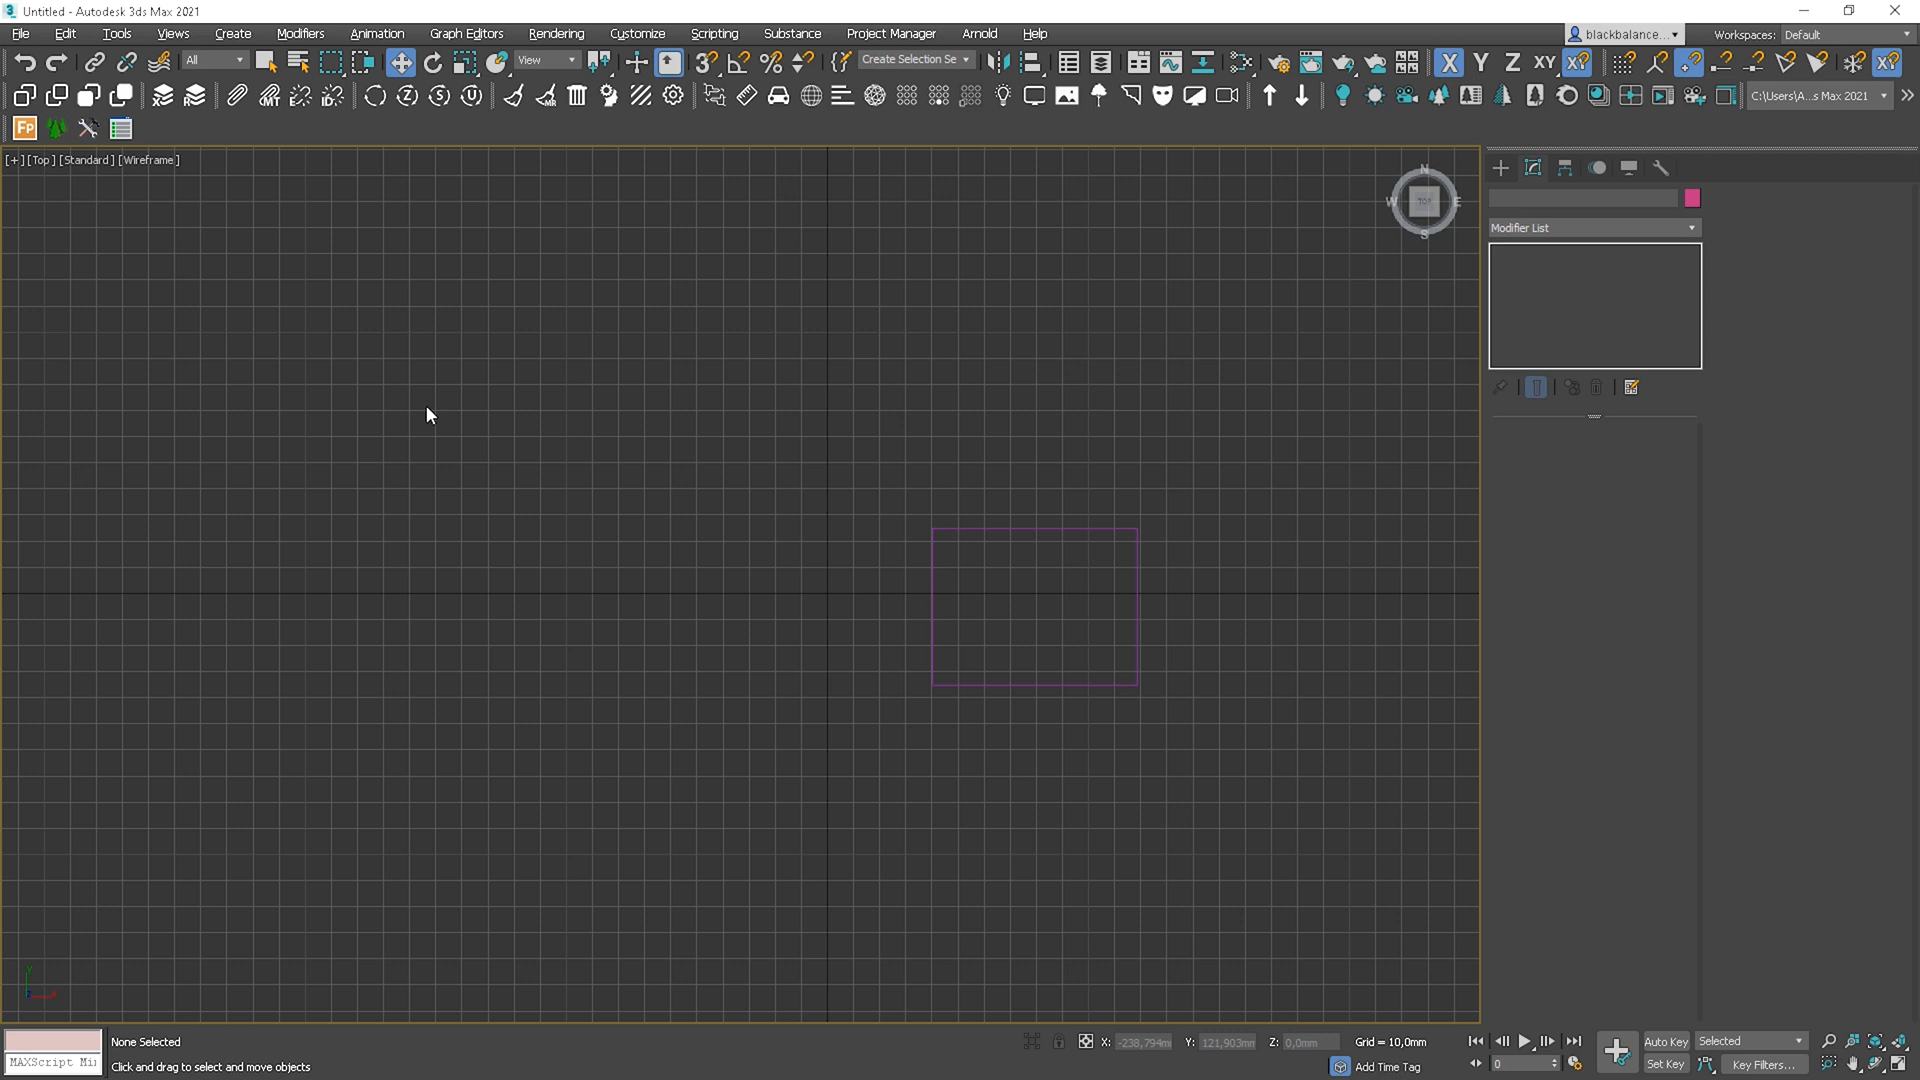 Untitled - Autodesk 3ds Max 2021
File Edit Tools Views Create Modifiers Animation Graph Editors Rendering Customize Scripting Substance Project Manager Arnold Help
blackbalance... Workspaces: Default
All View Create Selection Se X Y Z XY
C:\Users\A...s Max 2021
Fp
[+] [Top] [Standard] [Wireframe]
N
W TOP E
S
Modifier List
Y
None Selected
MAXScript Mi
Click and drag to select and move objects
X: -238,794m Y: 121,903mm Z: 0,0mm Grid = 10,0mm
Add Time Tag
0
Auto Key Selected
Set Key Key Filters...